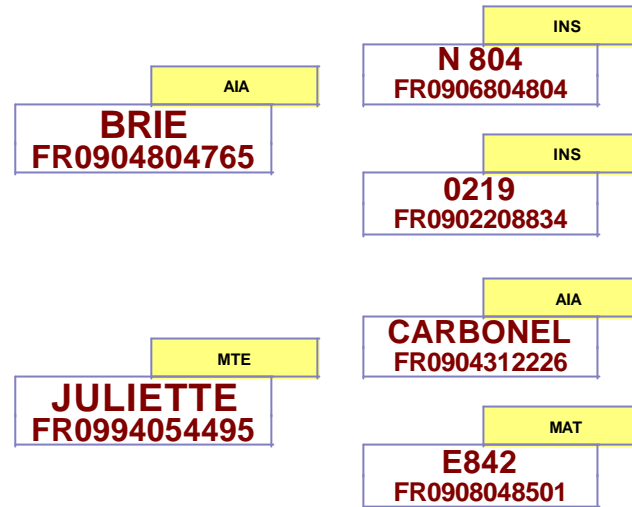 INS
N 804
FR0906804804
AIA
BRIE
FR0904804765
INS
0219
FR0902208834
AIA
CARBONEL
FR0904312226
MTE
JULIETTE
FR0994054495
MAT
E842
FR0908048501